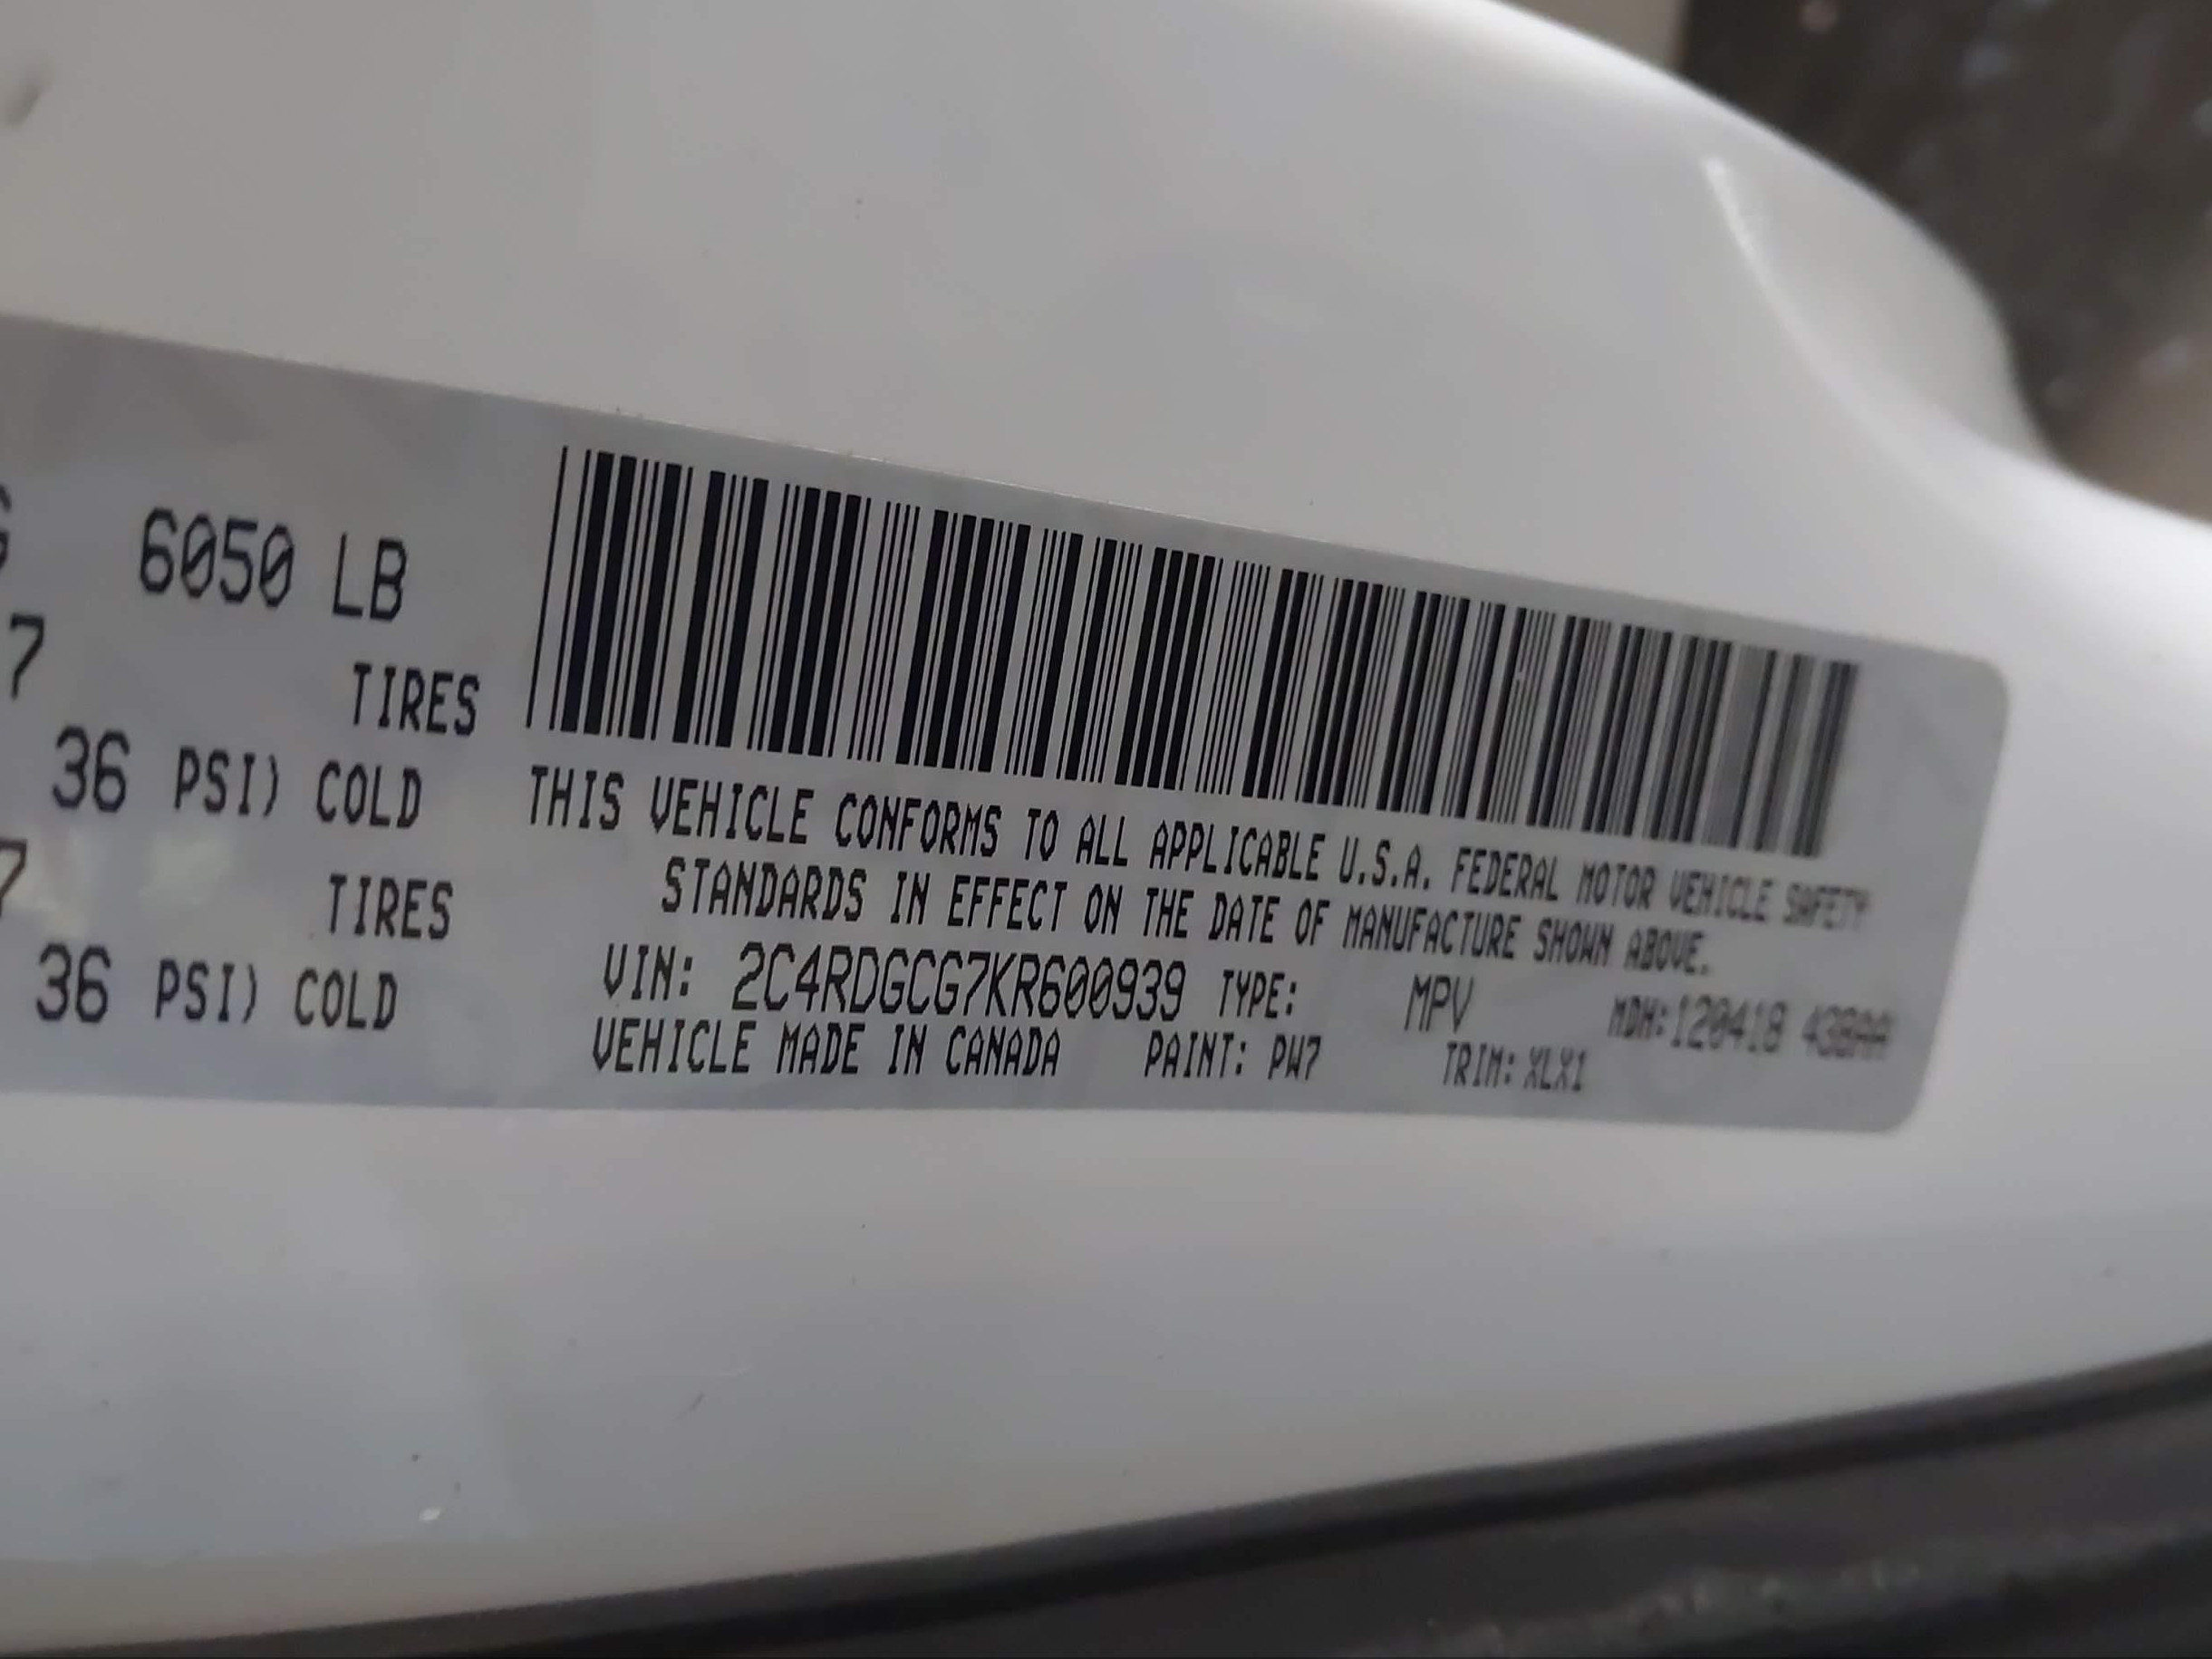 6050 LB
7 TIRES
36 PSI) COLD
7 TIRES
36 PSI) COLD
THIS VEHICLE CONFORMS TO ALL APPLICABLE U.S.A. FEDERAL MOTOR VEHICLE SAFETY
STANDARDS IN EFFECT ON THE DATE OF MANUFACTURE SHOWN ABOVE.
VIN: 2C4RDGCG7KR600939 TYPE: MPV MDH:120418
VEHICLE MADE IN CANADA PAINT: PW7 TRIM: XLX1